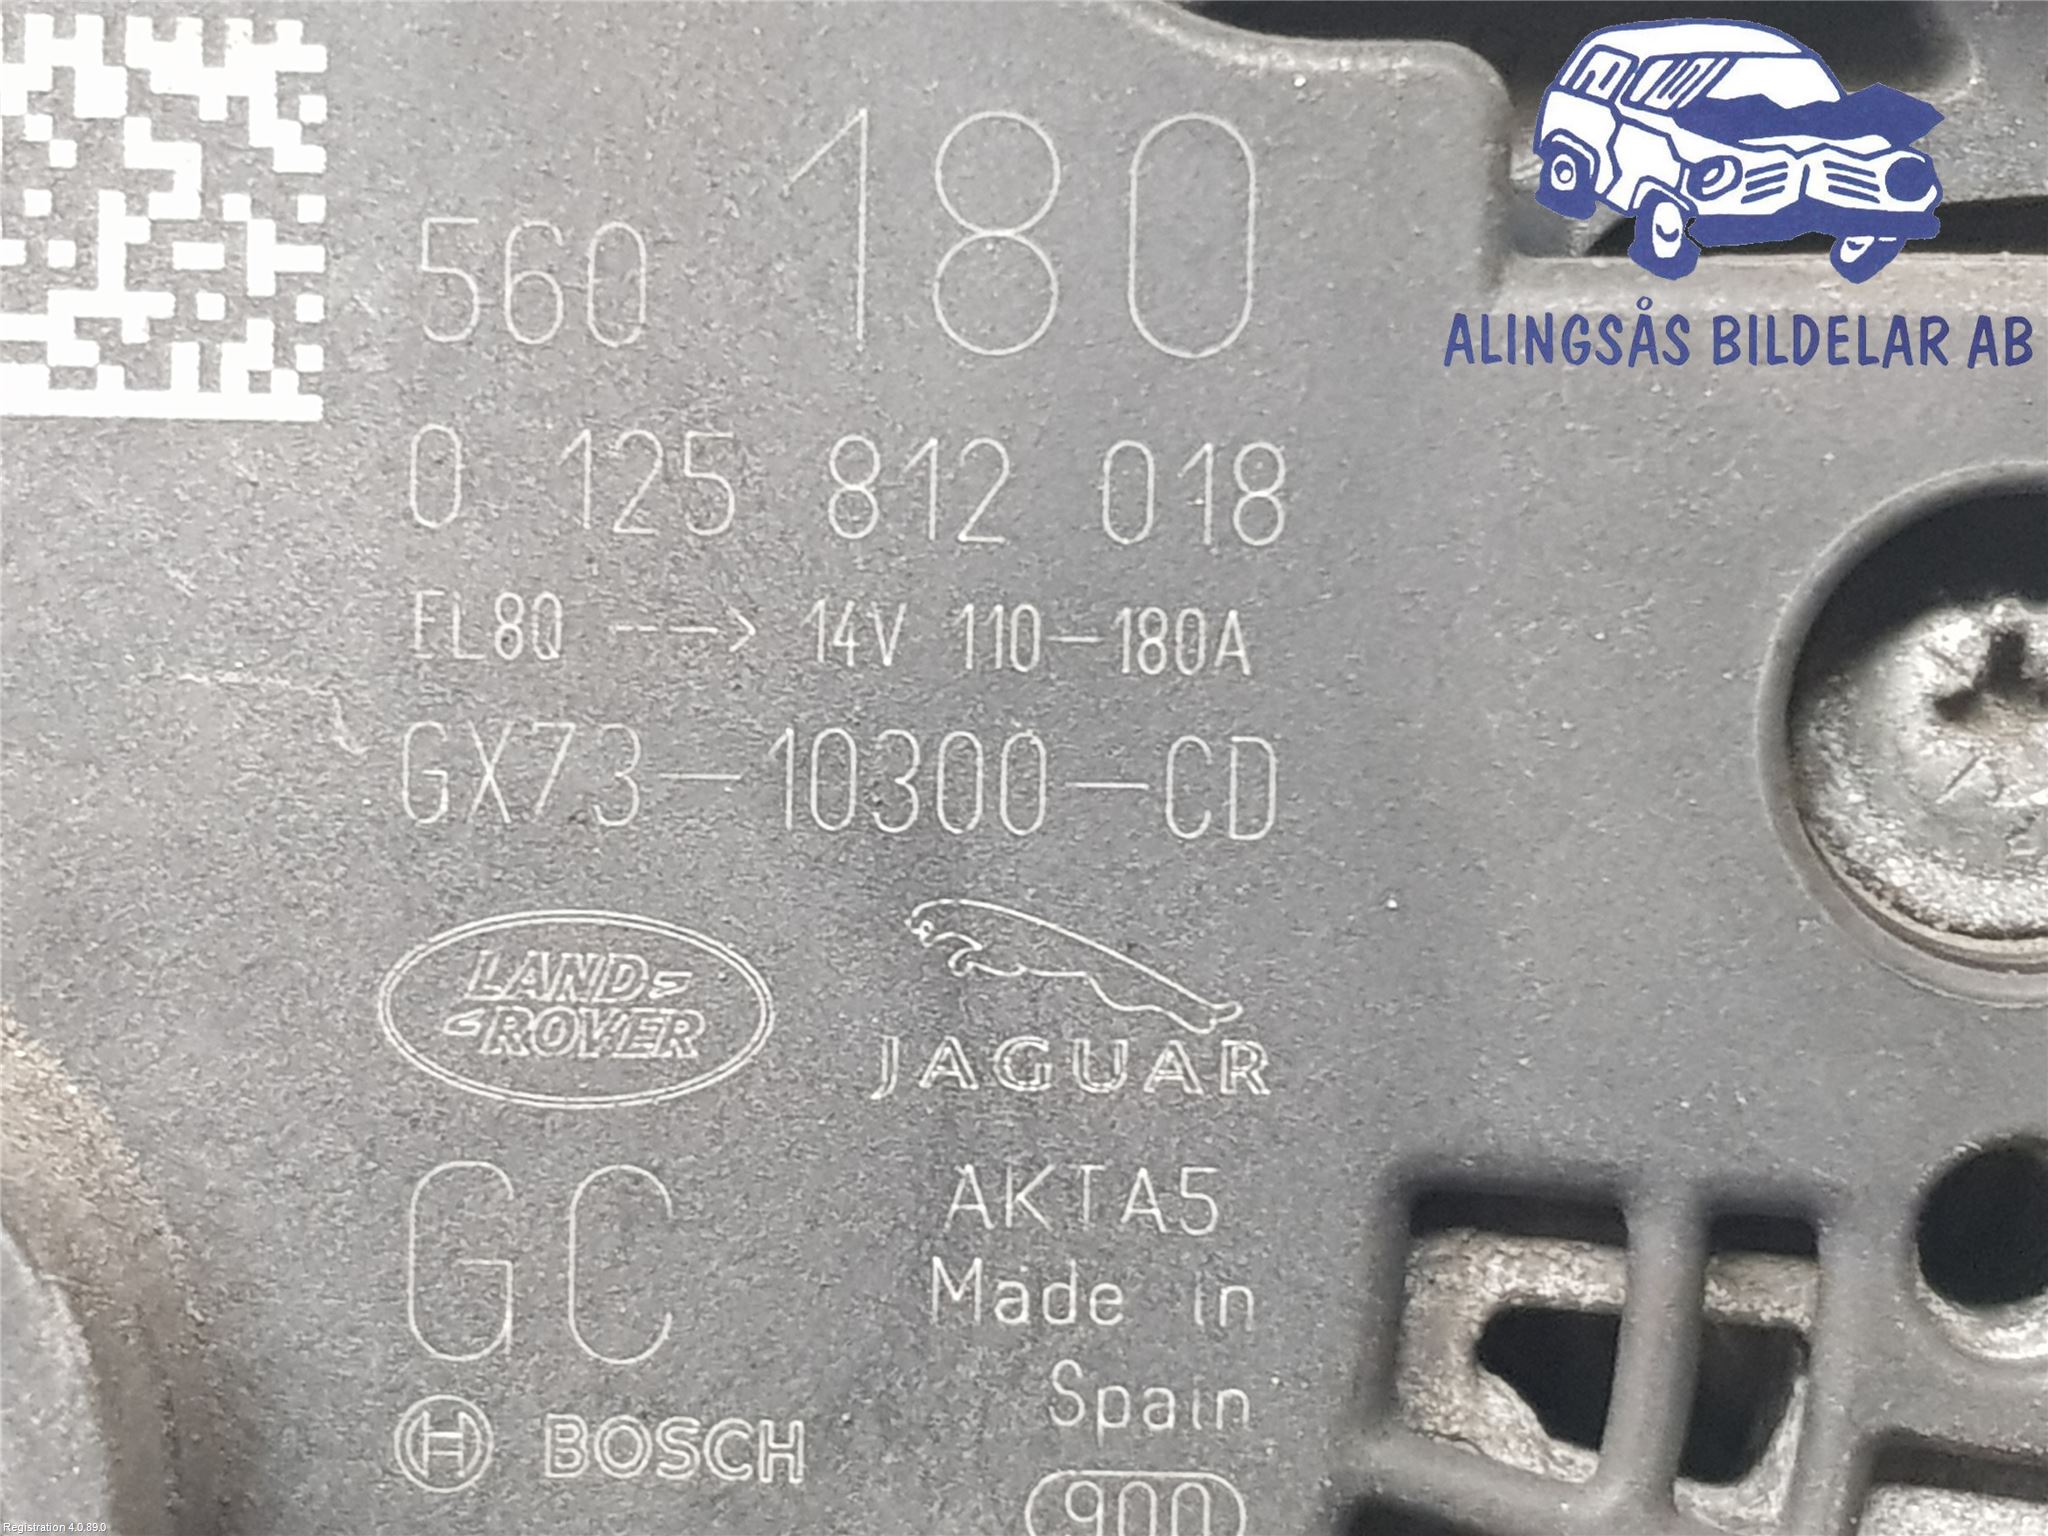 560 180
ALINGSÅS BILDELAR AB
0 125 812 018
EL80 --> 14V 110-180A
GX73-10300-CD
LAND
ROVER
JAGUAR
GC
AKTA5
Made in
Spain
BOSCH
900
Registration 4.0.89.0